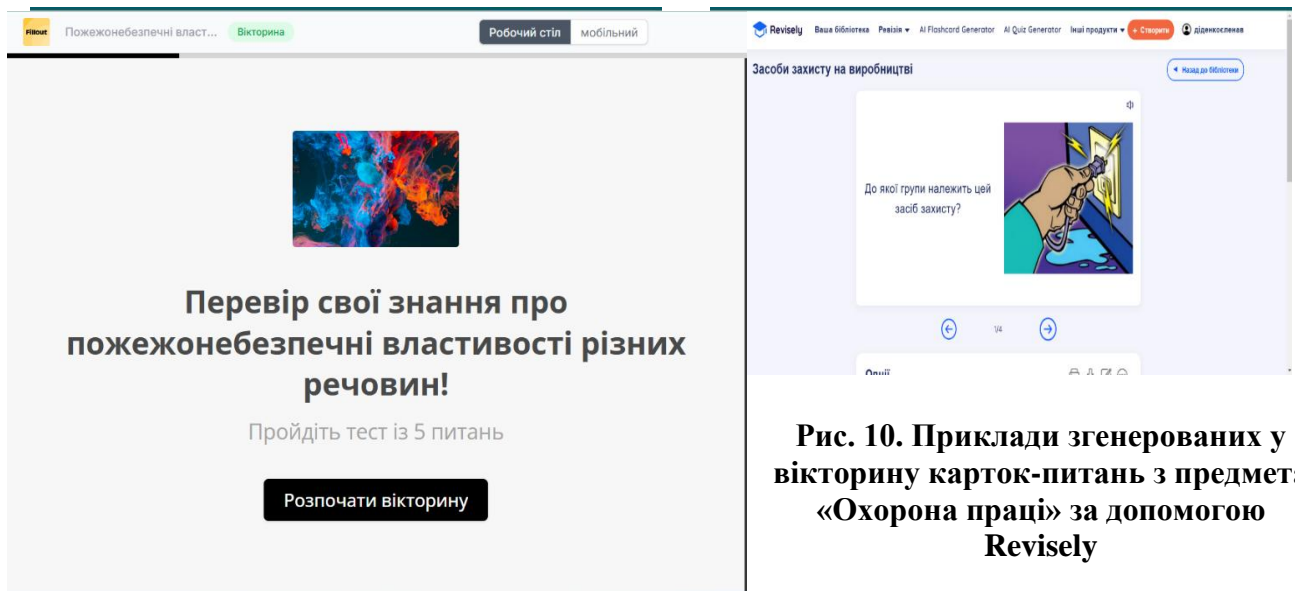 Fillout
Пожежонебезпечні власт...
Вікторина
Робочий стіл
мобільний
Перевір свої знання про
пожежонебезпечні властивості різних
речовин!
Пройдіть тест із 5 питань
Розпочати вікторину
Revisely
Ваша бібліотека
Ревізія
AI Flashcard Generator
AI Quiz Generator
Інші продукти
+ Створити
діденкоєленав
Засоби захисту на виробництві
Назад до бібліотеки
До якої групи належить цей
засіб захисту?
1/4
Опції
Рис. 10. Приклади згенерованих у
вікторину карток-питань з предмета
«Охорона праці» за допомогою
Revisely